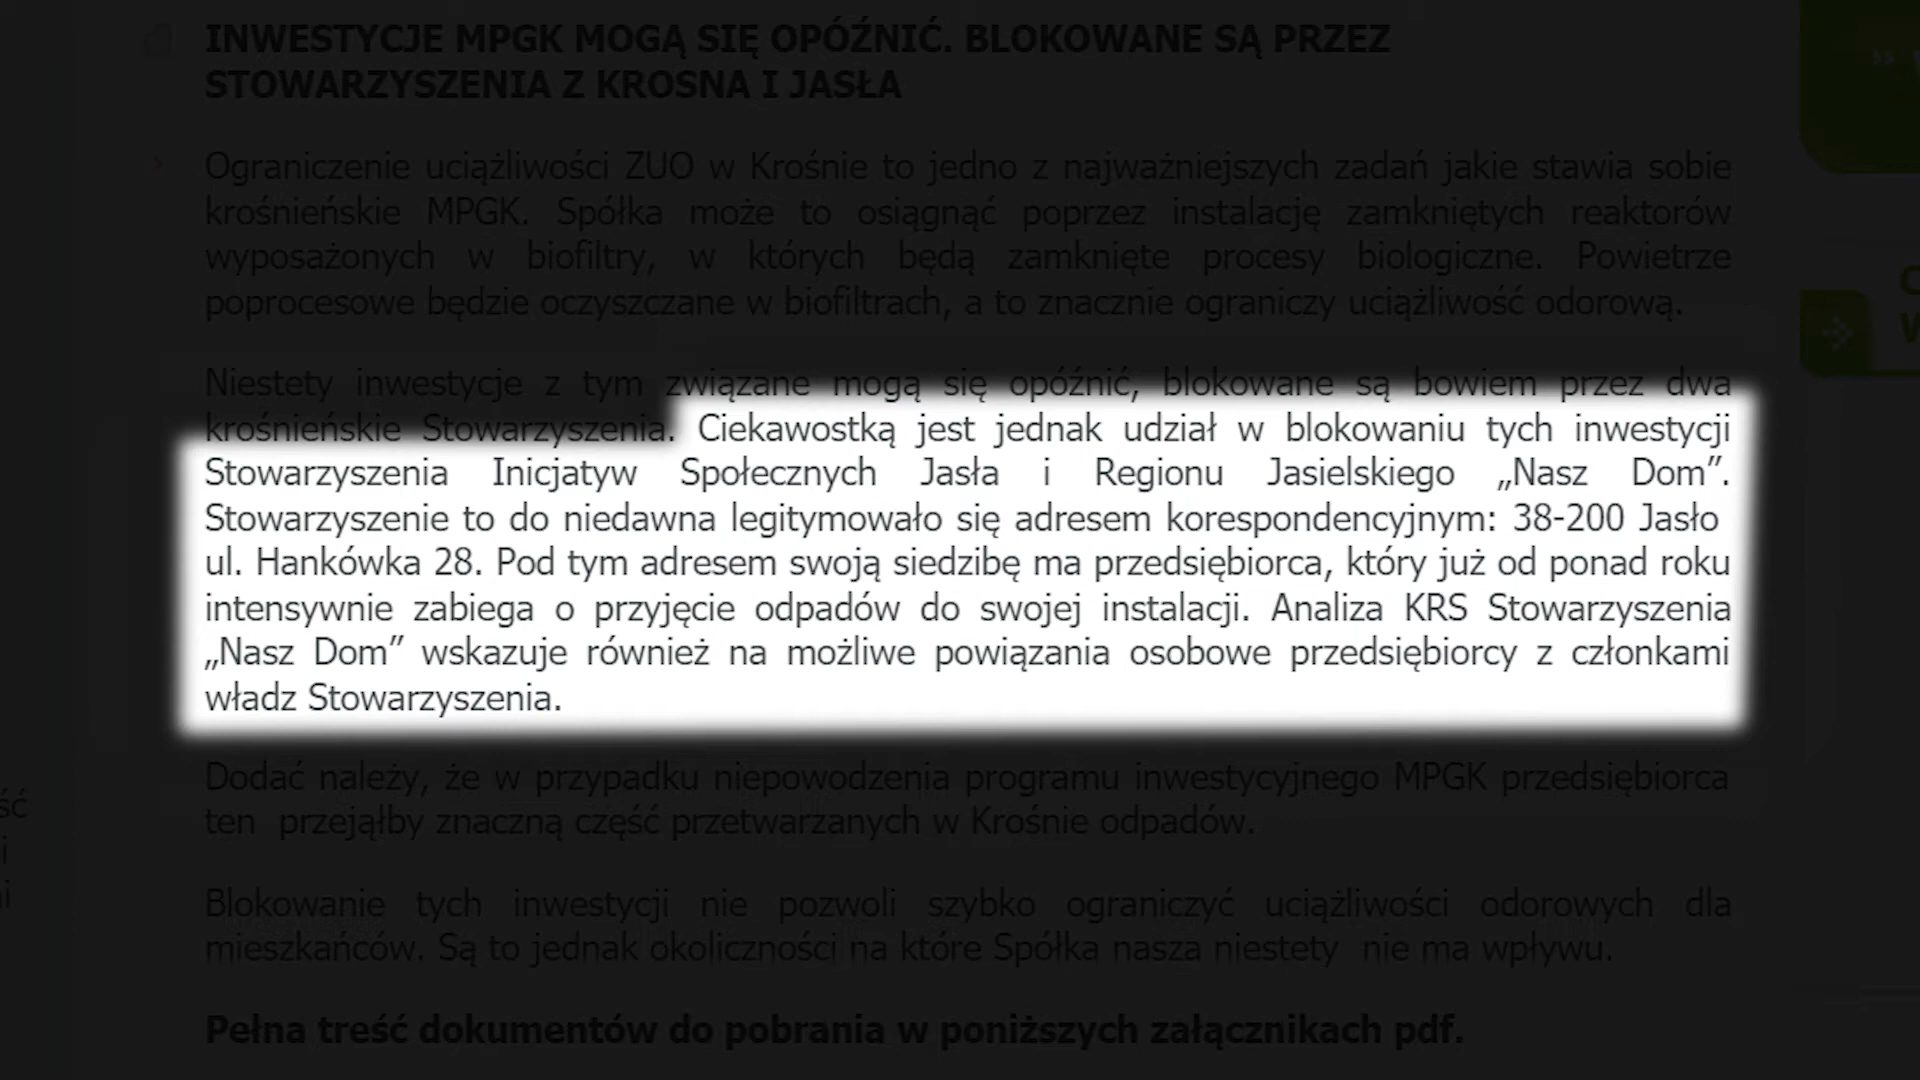 INWESTYCJE MPGK MOGĄ SIĘ OPÓŹNIĆ. BLOKOWANE SĄ PRZEZ
STOWARZYSZENIA Z KROSNA I JASŁA
Ograniczenie uciążliwości ZUO w Krośnie to jedno z najważniejszych zadań jakie stawia sobie
krośnieńskie MPGK. Spółka może to osiągnąć poprzez instalację zamkniętych reaktorów
wyposażonych w biofiltry, w których będą zamknięte procesy biologiczne. Powietrze
poprocesowe będzie oczyszczane w biofiltrach, a to znacznie ograniczy uciążliwość odorową.
Niestety inwestycje z tym związane mogą się opóźnić, blokowane są bowiem przez dwa
krośnieńskie Stowarzyszenia. Ciekawostką jest jednak udział w blokowaniu tych inwestycji
Stowarzyszenia Inicjatyw Społecznych Jasła i Regionu Jasielskiego „Nasz Dom”.
Stowarzyszenie to do niedawna legitymowało się adresem korespondencyjnym: 38-200 Jasło
ul. Hankówka 28. Pod tym adresem swoją siedzibę ma przedsiębiorca, który już od ponad roku
intensywnie zabiega o przyjęcie odpadów do swojej instalacji. Analiza KRS Stowarzyszenia
„Nasz Dom” wskazuje również na możliwe powiązania osobowe przedsiębiorcy z członkami
władz Stowarzyszenia.
Dodać należy, że w przypadku niepowodzenia programu inwestycyjnego MPGK przedsiębiorca
ten przejąłby znaczną część przetwarzanych w Krośnie odpadów.
Blokowanie tych inwestycji nie pozwoli szybko ograniczyć uciążliwości odorowych dla
mieszkańców. Są to jednak okoliczności na które Spółka nasza niestety nie ma wpływu.
Pełna treść dokumentów do pobrania w poniższych załącznikach pdf.